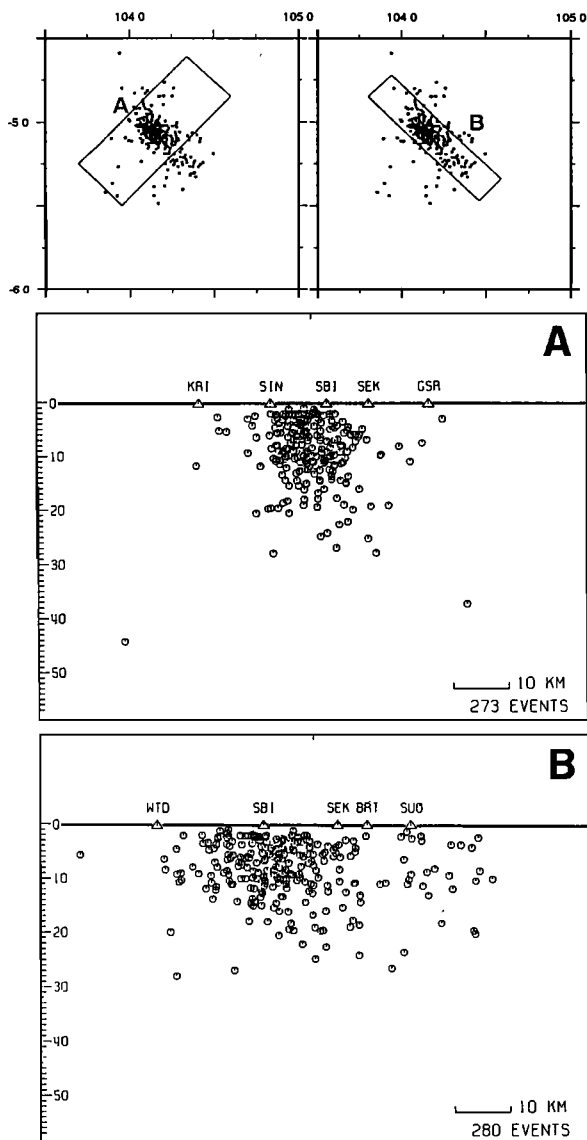 104.0 105.0 104.0 105.0
-5.0
-6.0
A
B
A
KRI SIN SBI SEK GSR
0
10
20
30
40
50
10 KM
273 EVENTS
B
WTD SBI SEK BRT SUO
0
10
20
30
40
50
10 KM
280 EVENTS